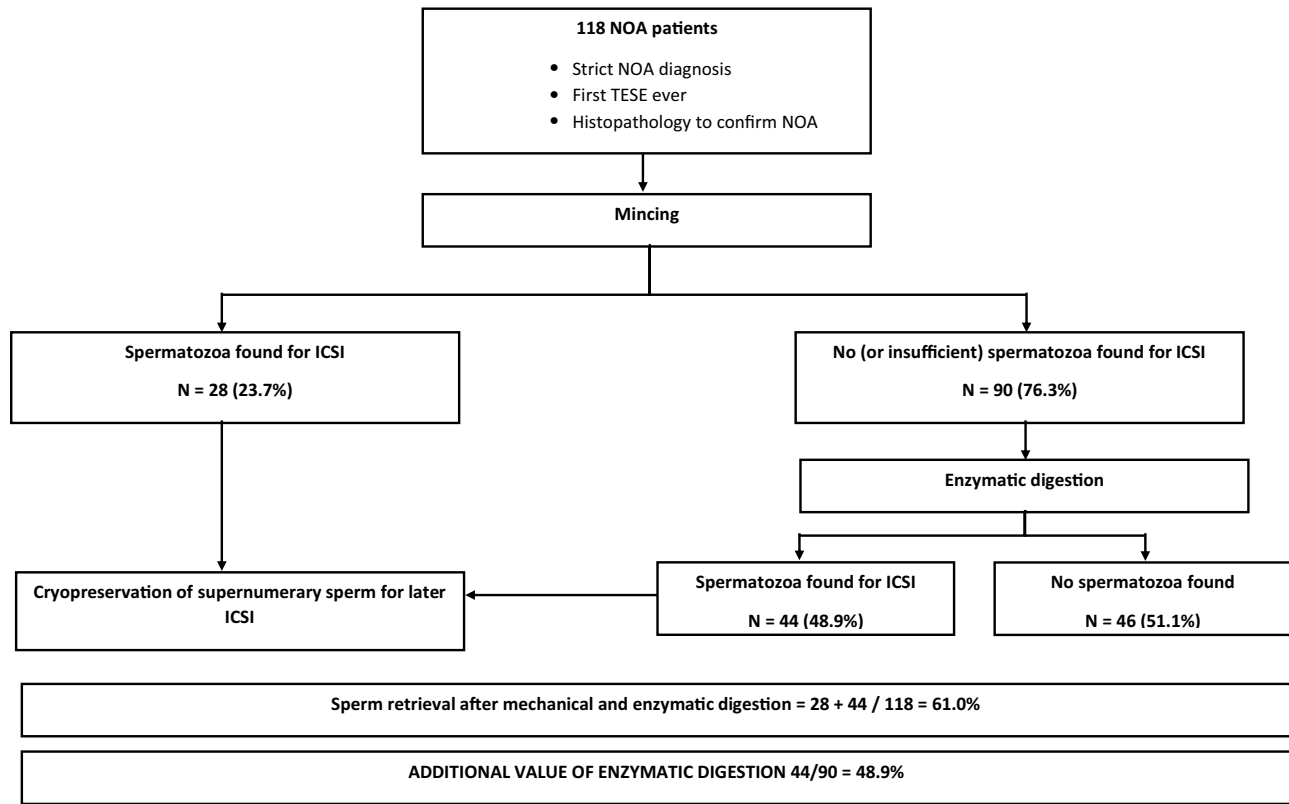 118 NOA patients
• Strict NOA diagnosis
• First TESE ever
• Histopathology to confirm NOA
Mincing
Spermatozoa found for ICSI
N = 28 (23.7%)
No (or insufficient) spermatozoa found for ICSI
N = 90 (76.3%)
Enzymatic digestion
Cryopreservation of supernumerary sperm for later
ICSI
Spermatozoa found for ICSI
N = 44 (48.9%)
No spermatozoa found
N = 46 (51.1%)
Sperm retrieval after mechanical and enzymatic digestion = 28 + 44 / 118 = 61.0%
ADDITIONAL VALUE OF ENZYMATIC DIGESTION 44/90 = 48.9%